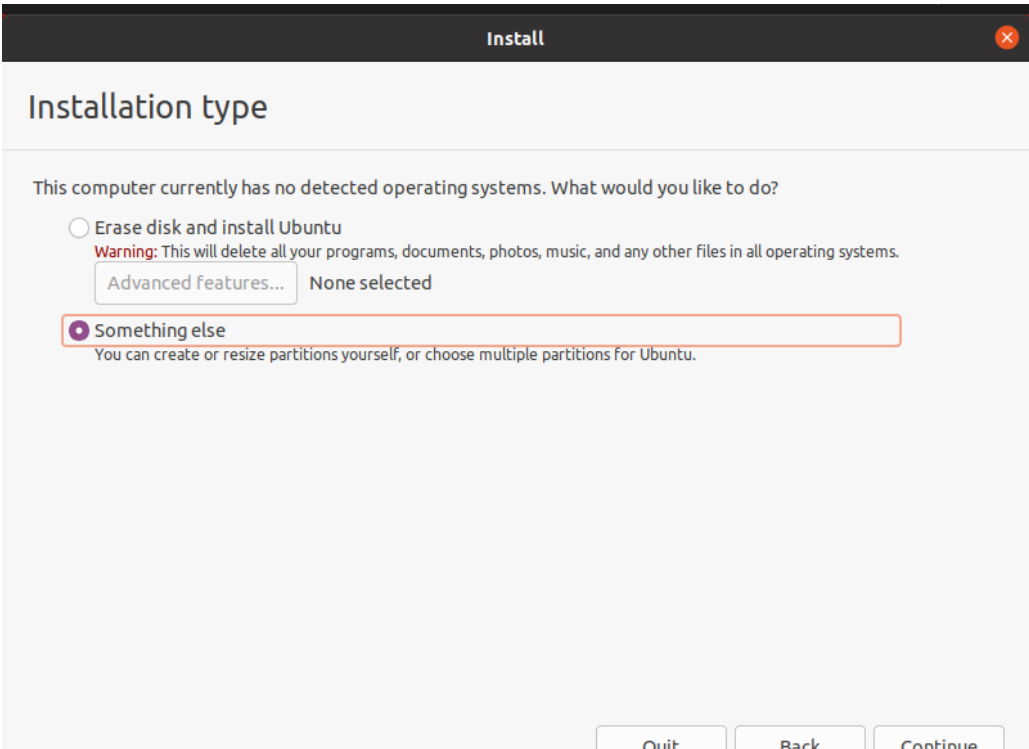 Install
Installation type
This computer currently has no detected operating systems. What would you like to do?
Erase disk and install Ubuntu
Warning: This will delete all your programs, documents, photos, music, and any other files in all operating systems.
Advanced features... None selected
Something else
You can create or resize partitions yourself, or choose multiple partitions for Ubuntu.
Quit Back Continue